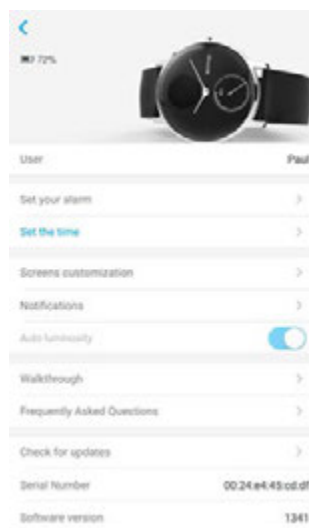 72%
User Paul
Set your alarm
Set the time
Screens customization
Notifications
Auto luminosity
Walkthrough
Frequently Asked Questions
Check for updates
Serial Number 00:24:e4:45:cd:df
Software version 1341